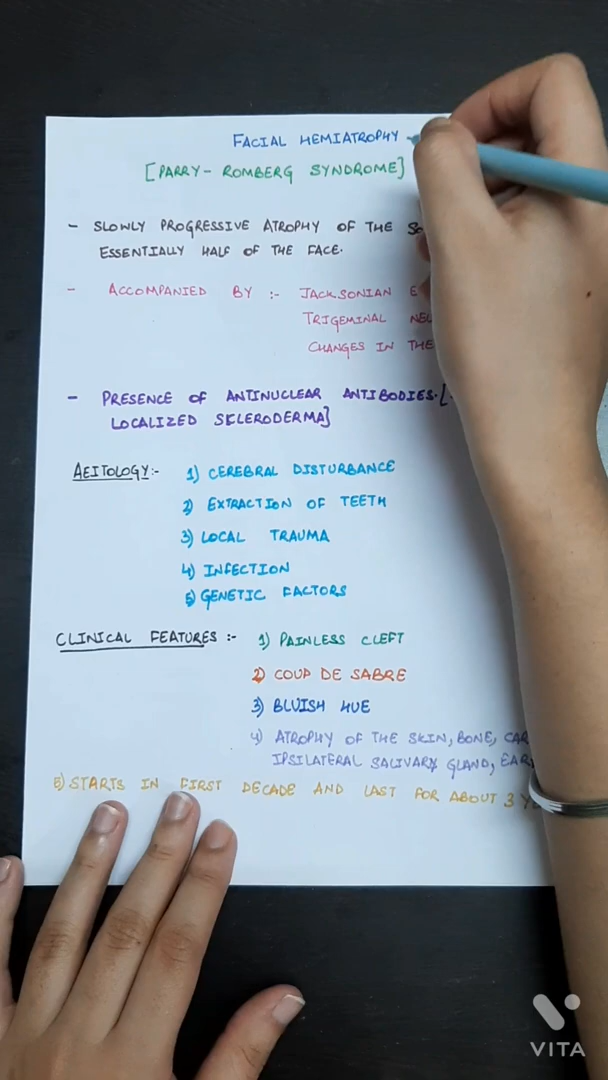 FACIAL HEMIATROPHY -
[PARRY-ROMBERG SYNDROME]
- SLOWLY PROGRESSIVE ATROPHY OF THE
ESSENTIALLY HALF OF THE FACE.
- ACCOMPANIED BY :- JACKSONIAN
TRIGEMINAL
CHANGES IN THE
- PRESENCE OF ANTINUCLEAR ANTIBODIES.[
LOCALIZED SCLERODERMA]
AEITOLOGY:- 1) CEREBRAL DISTURBANCE
2) EXTRACTION OF TEETH
3) LOCAL TRAUMA
4) INFECTION
5) GENETIC FACTORS
CLINICAL FEATURES :- 1) PAINLESS CLEFT
2) COUP DE SABRE
3) BLUISH HUE
4) ATROPHY OF THE SKIN, BONE,
IPSILATERAL SALIVARY GLAND,
5) STARTS IN FIRST DECADE AND LAST FOR ABOUT 3
VITA